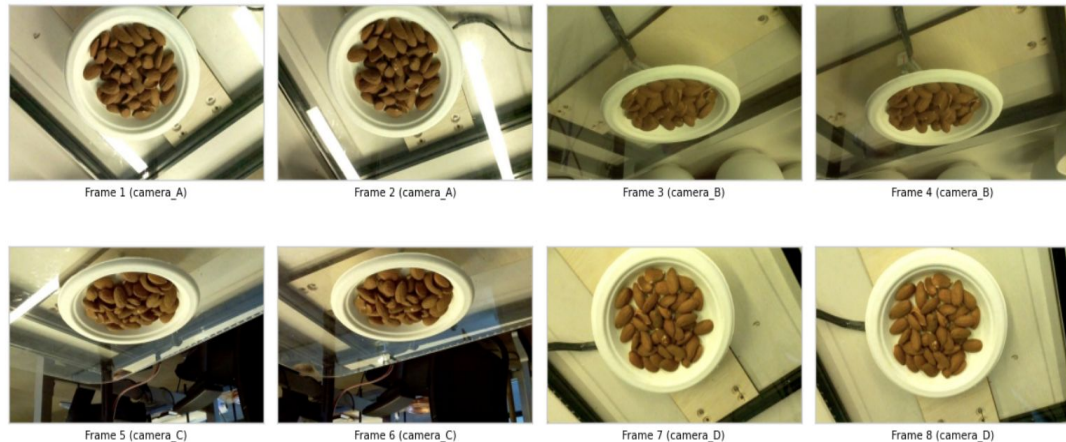 Frame 1 (camera_A)
Frame 2 (camera_A)
Frame 3 (camera_B)
Frame 4 (camera_B)
Frame 5 (camera_C)
Frame 6 (camera_C)
Frame 7 (camera_D)
Frame 8 (camera_D)